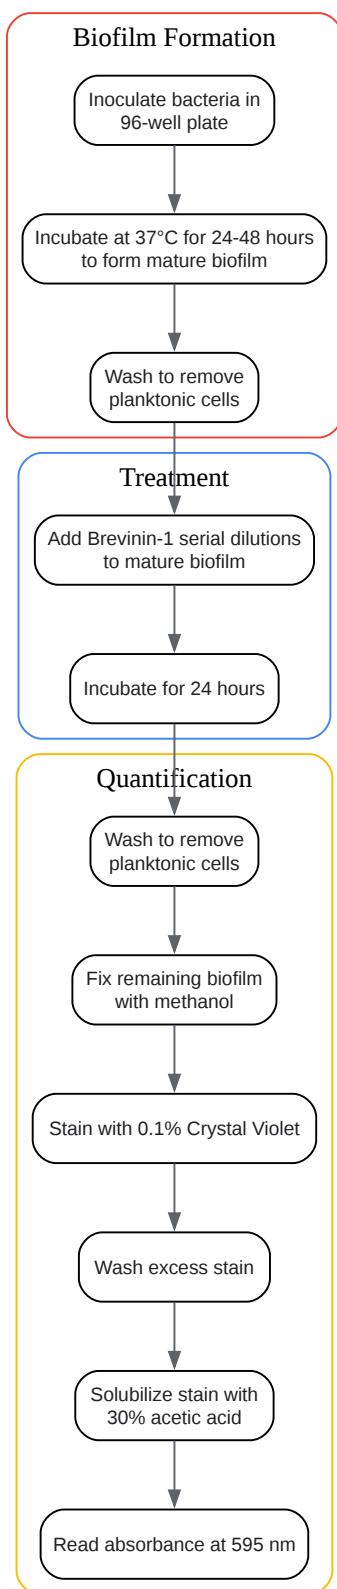 Biofilm Formation
Inoculate bacteria in
96-well plate
Incubate at 37°C for 24-48 hours
to form mature biofilm
Wash to remove
planktonic cells
Treatment
Add Brevinin-1 serial dilutions
to mature biofilm
Incubate for 24 hours
Quantification
Wash to remove
planktonic cells
Fix remaining biofilm
with methanol
Stain with 0.1% Crystal Violet
Wash excess stain
Solubilize stain with
30% acetic acid
Read absorbance at 595 nm